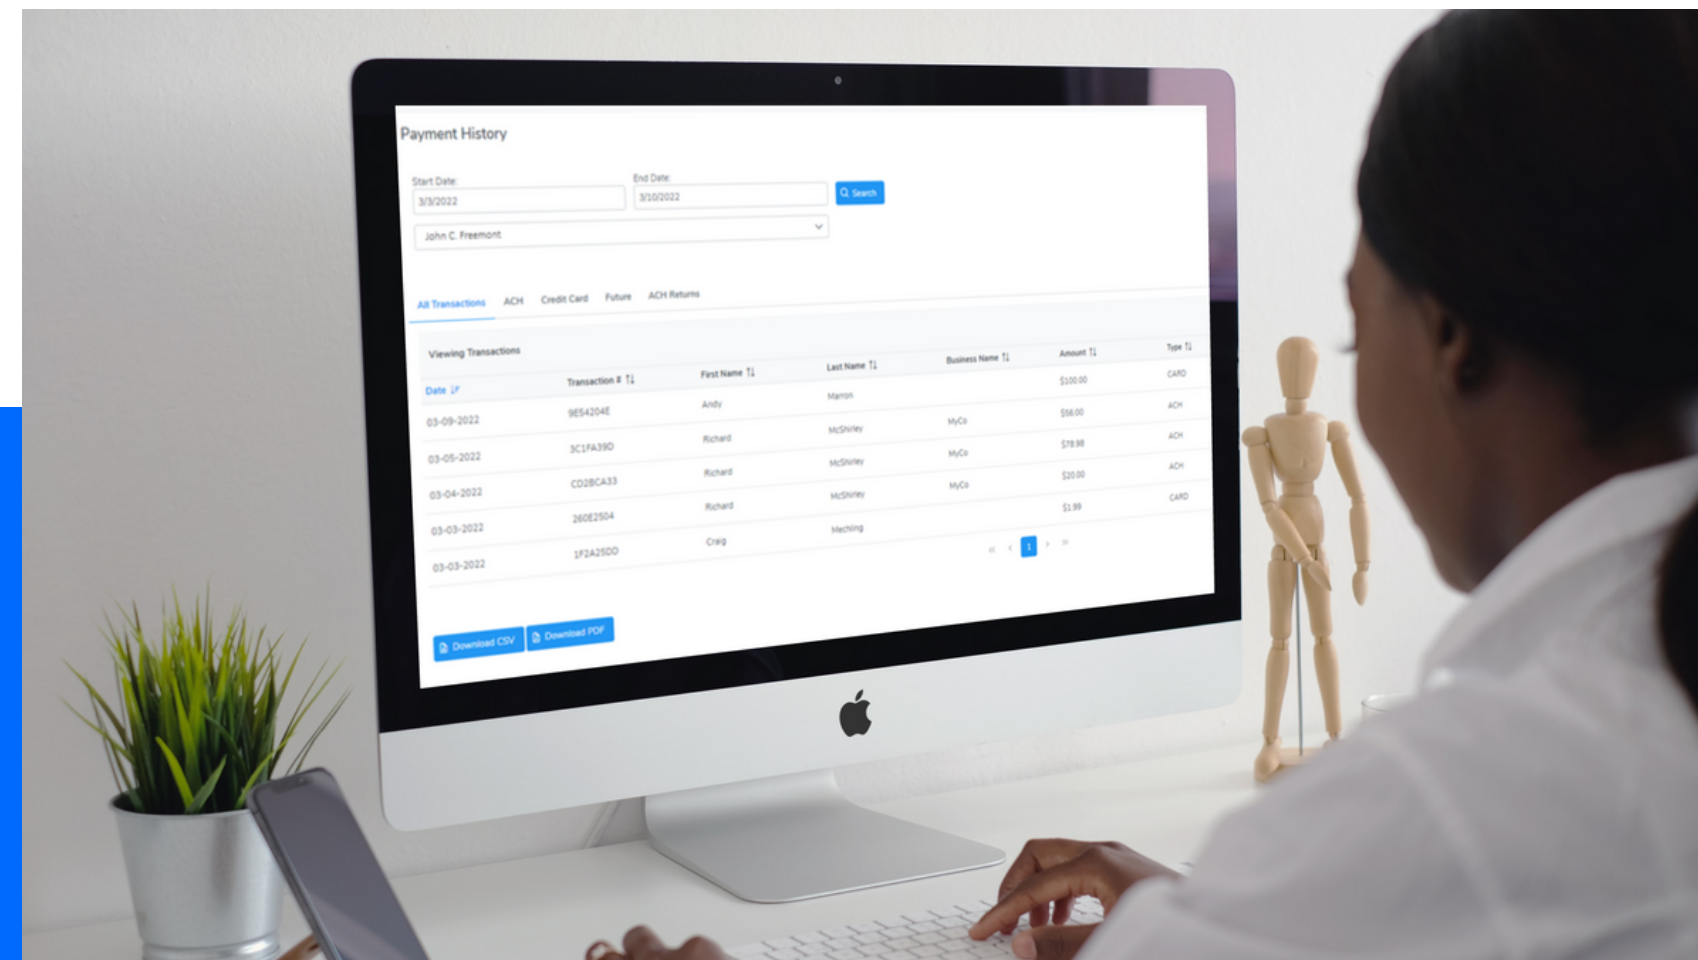 Payment History
Start Date: End Date:
3/3/2022 3/10/2022 Search
John C. Freemont
All Transactions ACH Credit Card Future ACH Returns
Viewing Transactions
Date Transaction # First Name Last Name Business Name Amount Type
03-09-2022 9E54204E Andy Marron $100.00 CARD
03-05-2022 3C1FA39D Richard McShirley MyCo $56.00 ACH
03-04-2022 CD2BCA33 Richard McShirley MyCo $78.98 ACH
03-03-2022 260E2504 Richard McShirley MyCo $20.00 ACH
03-03-2022 1F2A25DD Craig Mechling $1.99 CARD
« < 1 > »
Download CSV Download PDF